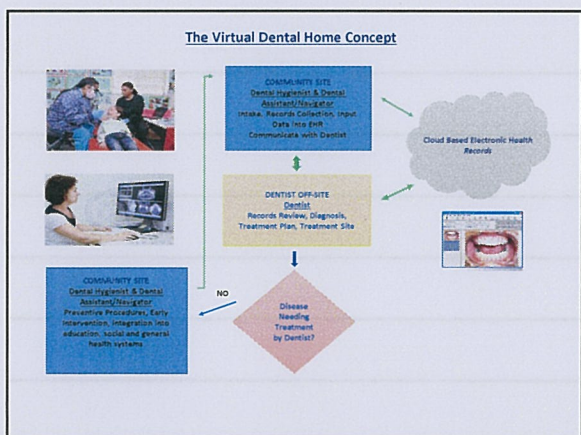 The Virtual Dental Home Concept
COMMUNITY SITE
Dental Hygienist & Dental
Assistant/Navigator
Intake, Records Collection, Input
Data into EHR
Communicate with Dentist
Cloud Based Electronic Health
Records
DENTIST OFF-SITE
Dentist
Records Review, Diagnosis,
Treatment Plan, Treatment Site
COMMUNITY SITE
Dental Hygienist & Dental
Assistant/Navigator
Preventive Procedures, Early
Intervention, Integration into
education, social and general
health systems
NO
Disease
Needing
Treatment
by Dentist?